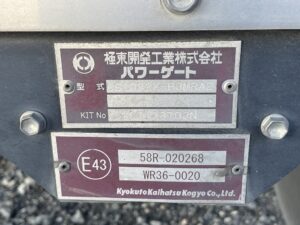 極東開発工業株式会社
パワーゲート
型式
KIT No
E43
58R-020268
WR36-0020
Kyokuto Kaihatsu Kogyo Co., Ltd.